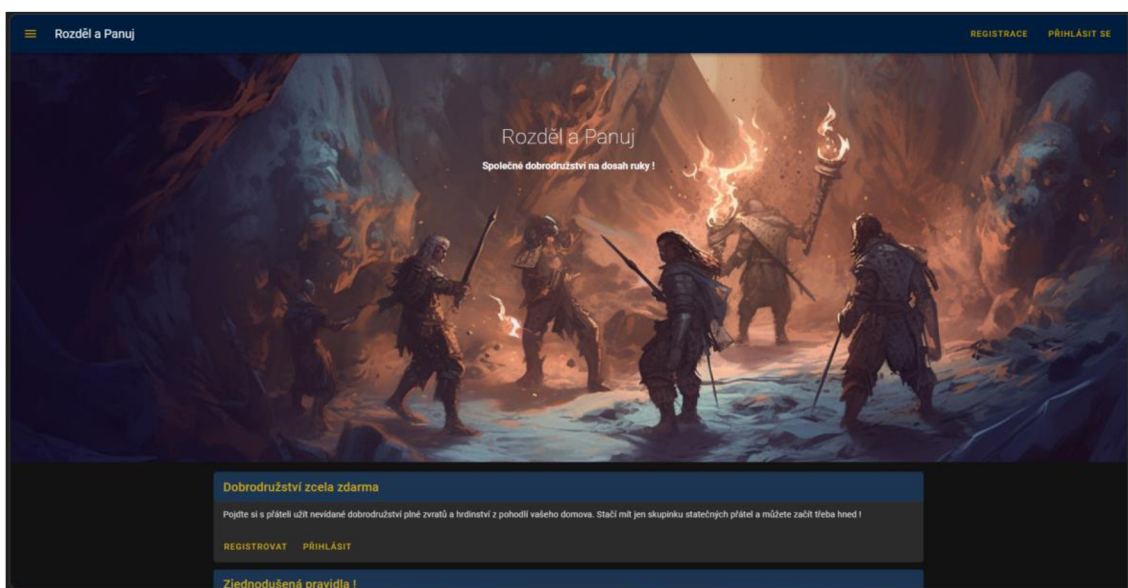 Rozděl a Panuj
REGISTRACE PŘIHLÁSIT SE
Rozděl a Panuj
Společné dobrodružství na dosah ruky !
Dobrodružství zcela zdarma
Pojďte si s přáteli užít nevídané dobrodružství plné zvratů a hrdinství z pohodlí vašeho domova. Stačí mít jen skupinku statečných přátel a můžete začít třeba hned !
REGISTROVAT PŘIHLÁSIT
Zjednodušená pravidla !